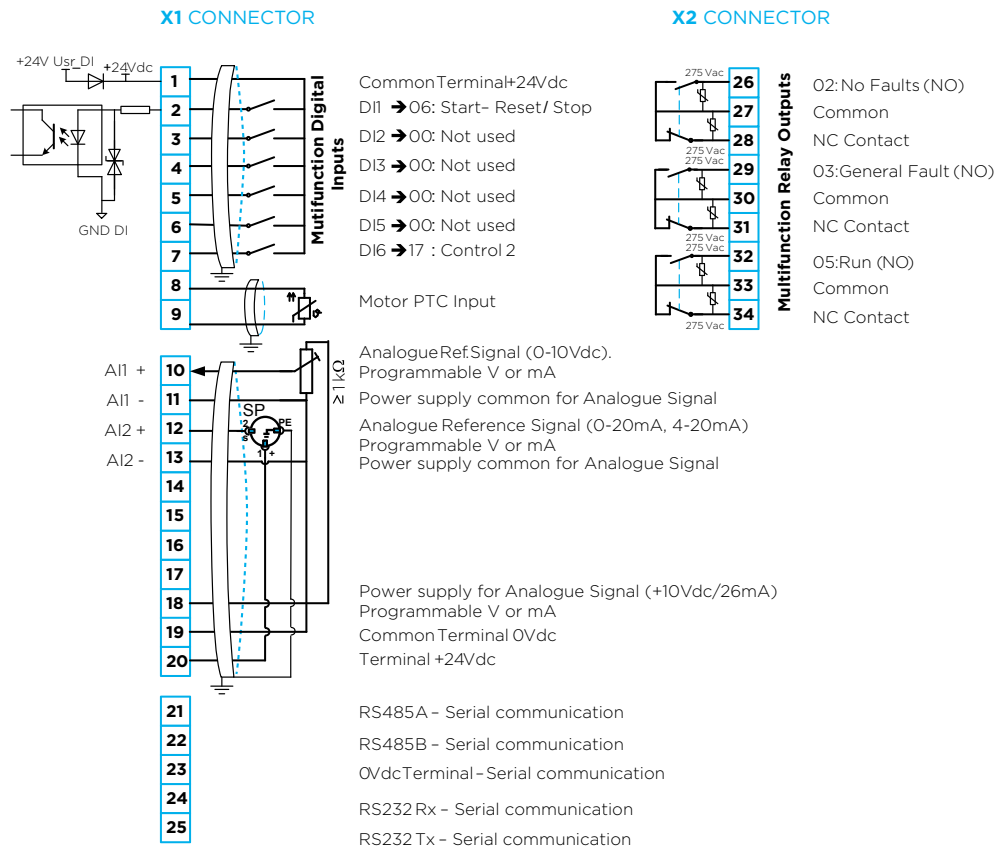 X1 CONNECTOR
X2 CONNECTOR
+24V Usr_DI
+24Vdc
GND DI
1
2
3
4
5
6
7
8
9
Mutifunction Digital
Inputs
CommonTerminal+24Vdc
DI1 ➔06: Start– Reset/ Stop
DI2 ➔00: Not used
DI3 ➔00: Not used
DI4 ➔00: Not used
DI5 ➔00: Not used
DI6 ➔17 : Control 2
Motor PTC Input
AI1 +
AI1 -
AI2 +
AI2 -
10
11
12
13
14
15
16
17
18
19
20
SP
2
s
PE
1
+
≥ 1 kΩ
Analogue Ref.Signal (0-10Vdc).
Programmable V or mA
Power supply common for Analogue Signal
Analogue Reference Signal (0-20mA, 4-20mA)
Programmable V or mA
Power supply common for Analogue Signal
Power supply for Analogue Signal (+10Vdc/26mA)
Programmable V or mA
Common Terminal 0Vdc
Terminal +24Vdc
21
22
23
24
25
RS485A – Serial communication
RS485B – Serial communication
0VdcTerminal – Serial communication
RS232 Rx – Serial communication
RS232 Tx – Serial communication
275 Vac
275 Vac
275 Vac
275 Vac
275 Vac
275 Vac
26
27
28
29
30
31
32
33
34
Multifunction Relay Outputs
02: No Faults (NO)
Common
NC Contact
03:General Fault (NO)
Common
NC Contact
05:Run (NO)
Common
NC Contact